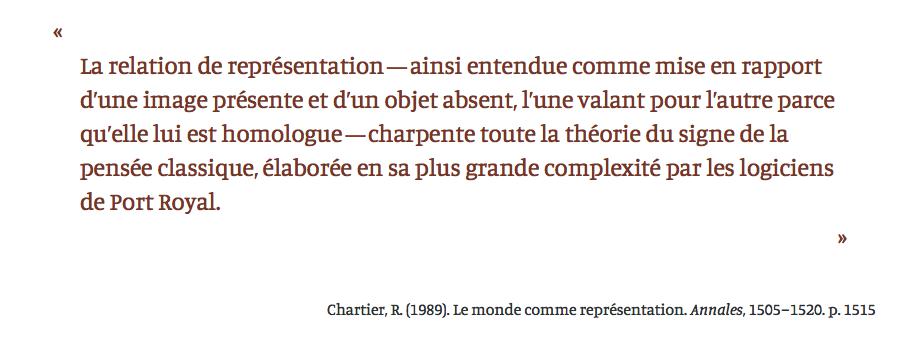 «
La relation de représentation—ainsi entendue comme mise en rapport
d’une image présente et d’un objet absent, l’une valant pour l’autre parce
qu’elle lui est homologue—charpente toute la théorie du signe de la
pensée classique, élaborée en sa plus grande complexité par les logiciens
de Port Royal.
»
Chartier, R. (1989). Le monde comme représentation. Annales, 1505–1520. p. 1515